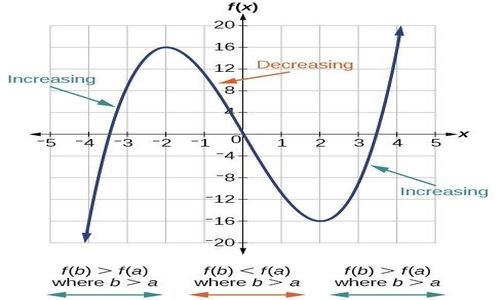 f(x)
20
16
12
8
4
0
−4
−8
−12
−16
−20
−5 −4 −3 −2 −1 1 2 3 4 5
x
Increasing
Decreasing
Increasing
f(b) > f(a) f(b) < f(a) f(b) > f(a)
where b > a where b > a where b > a